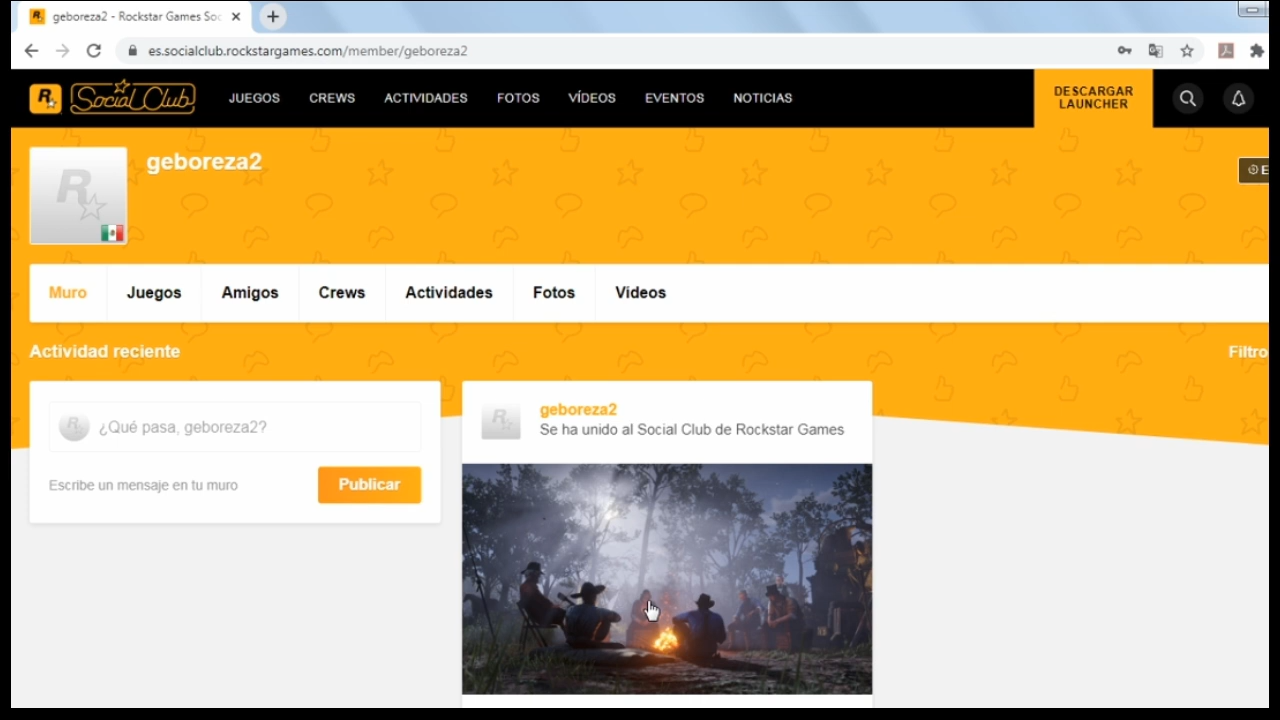 geboreza2 - Rockstar Games Soc
es.socialclub.rockstargames.com/member/geboreza2
R Social Club JUEGOS CREWS ACTIVIDADES FOTOS VÍDEOS EVENTOS NOTICIAS
DESCARGAR
LAUNCHER
geboreza2
E
Muro Juegos Amigos Crews Actividades Fotos Videos
Actividad reciente
Filtro
¿Qué pasa, geboreza2?
Escribe un mensaje en tu muro
Publicar
geboreza2
Se ha unido al Social Club de Rockstar Games